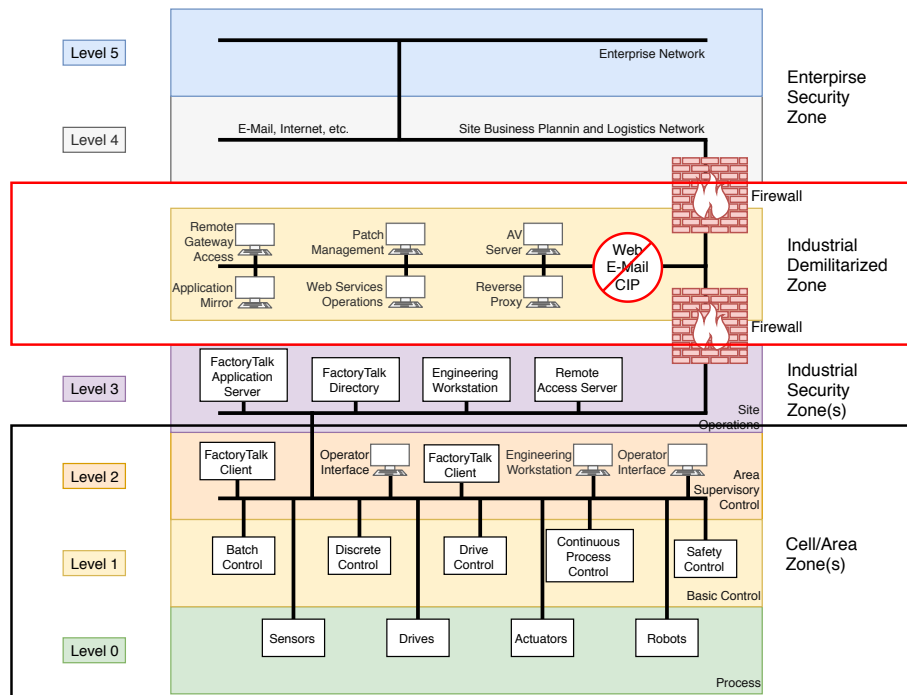 Level 5
Enterprise Network
Enterpirse
Security
Zone
Level 4
E-Mail, Internet, etc.
Site Business Plannin and Logistics Network
Firewall
Remote
Gateway
Access
Patch
Management
AV
Server
Web
E-Mail
CIP
Industrial
Demilitarized
Zone
Application
Mirror
Web Services
Operations
Reverse
Proxy
Firewall
Level 3
FactoryTalk
Application
Server
FactoryTalk
Directory
Engineering
Workstation
Remote
Access Server
Site
Operations
Industrial
Security
Zone(s)
Level 2
FactoryTalk
Client
Operator
Interface
FactoryTalk
Client
Engineering
Workstation
Operator
Interface
Area
Supervisory
Control
Level 1
Batch
Control
Discrete
Control
Drive
Control
Continuous
Process
Control
Safety
Control
Basic Control
Cell/Area
Zone(s)
Level 0
Sensors
Drives
Actuators
Robots
Process